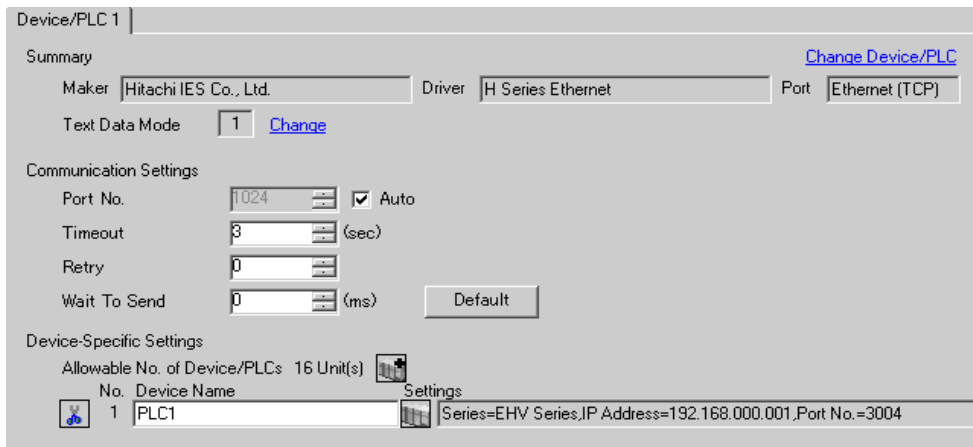 Device/PLC 1
Summary Change Device/PLC
Maker Hitachi IES Co., Ltd. Driver H Series Ethernet Port Ethernet (TCP)
Text Data Mode 1 Change
Communication Settings
Port No. 1024 Auto
Timeout 3 (sec)
Retry 0
Wait To Send 0 (ms) Default
Device-Specific Settings
Allowable No. of Device/PLCs 16 Unit(s)
No. Device Name Settings
1 PLC1 Series=EHV Series,IP Address=192.168.000.001,Port No.=3004